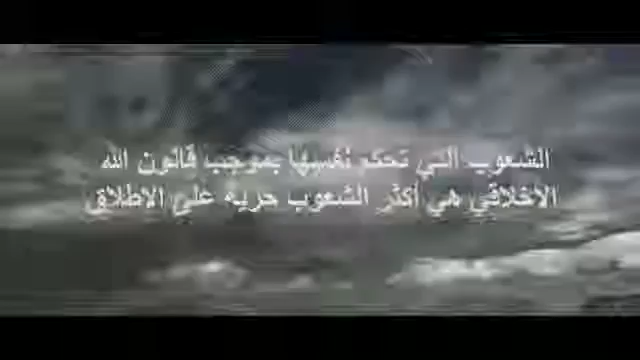 الشعوب التي تحكم نفسها بموجب قانون الله
الاخلاقي هي أكثر الشعوب حريه على الاطلاق